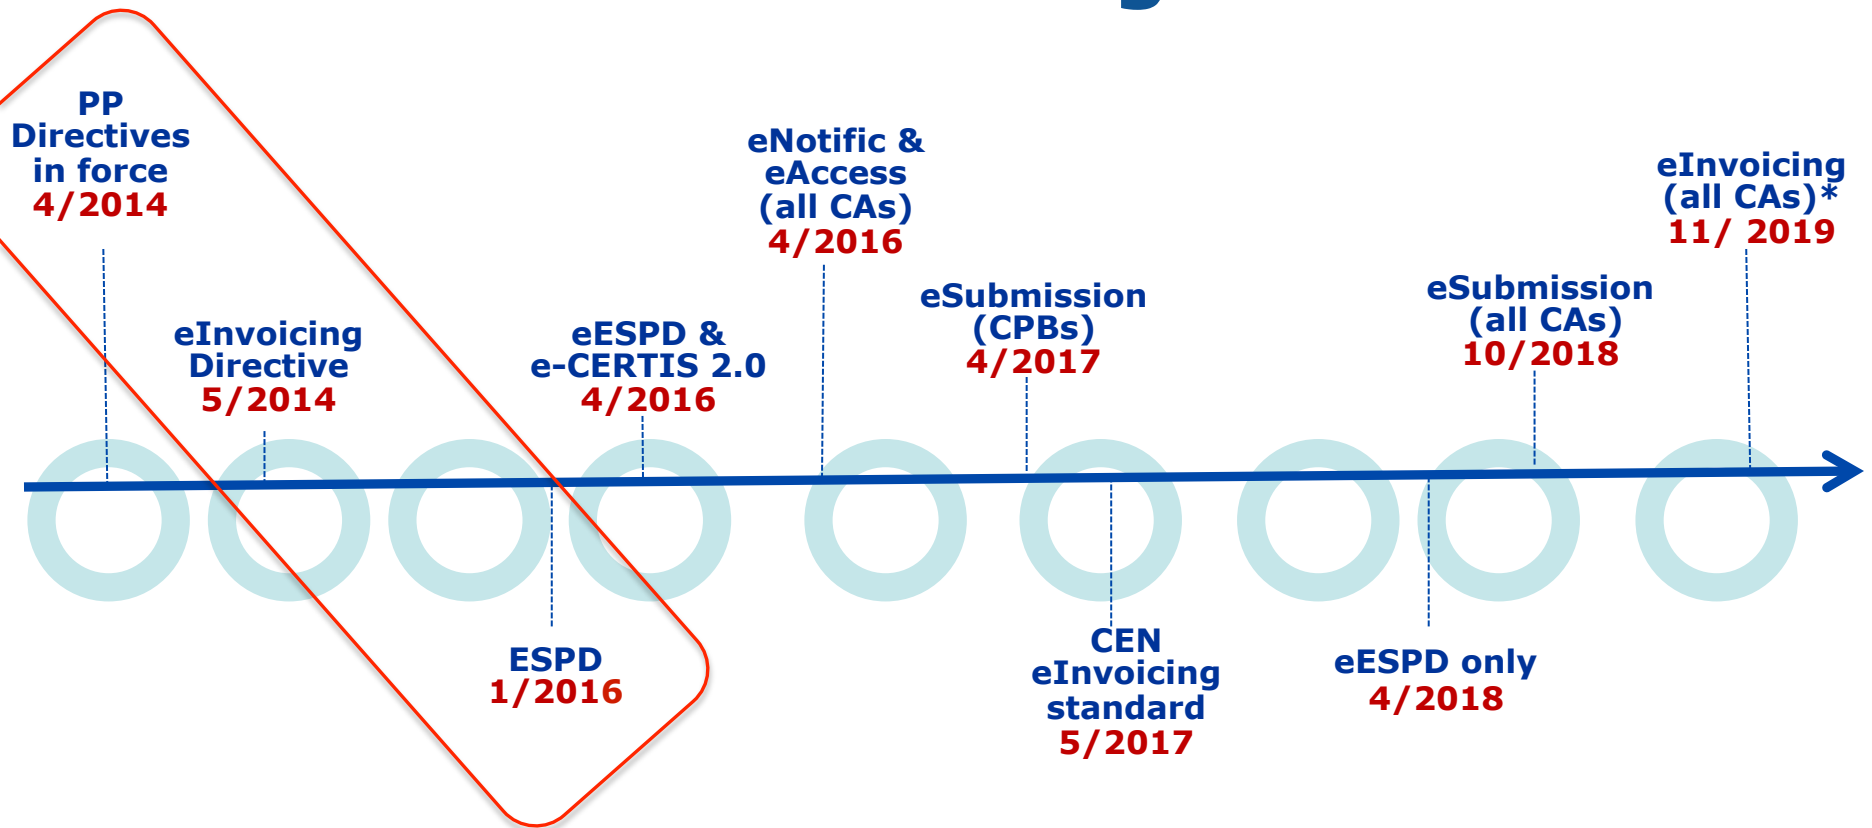 PP
Directives
in force
4/2014
eInvoicing
Directive
5/2014
ESPD
1/2016
eESPD &
e-CERTIS 2.0
4/2016
eNotific &
eAccess
(all CAs)
4/2016
eSubmission
(CPBs)
4/2017
CEN
eInvoicing
standard
5/2017
eESPD only
4/2018
eSubmission
(all CAs)
10/2018
eInvoicing
(all CAs)*
11/ 2019